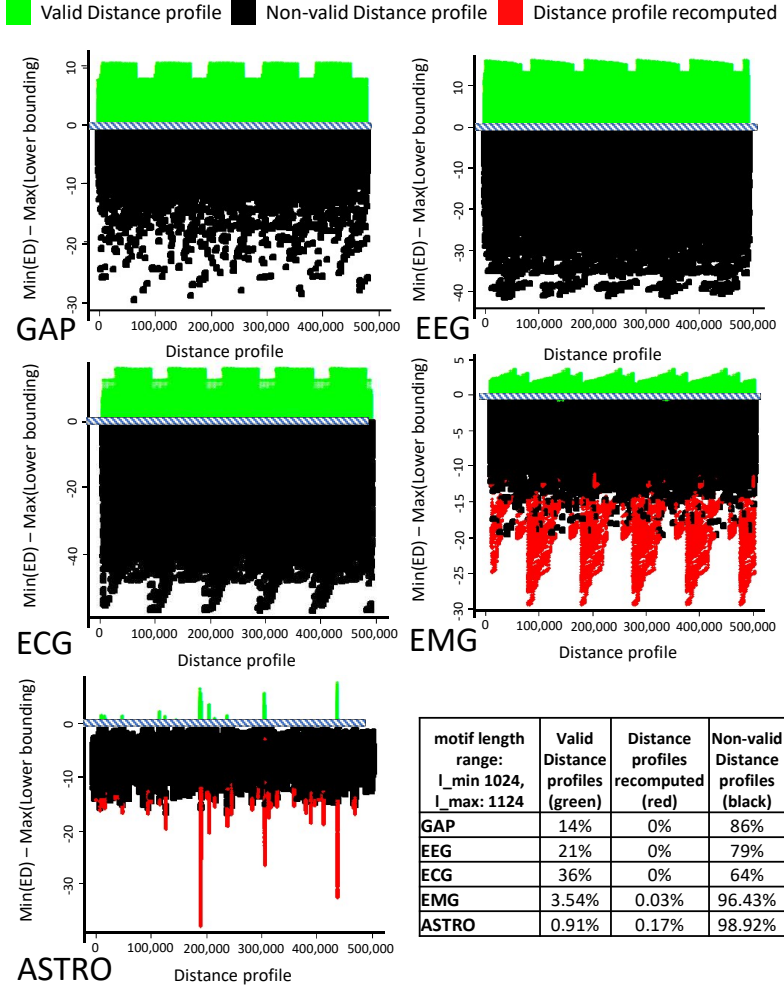 Valid Distance profile Non-valid Distance profile Distance profile recomputed
Min(ED) – Max(Lower bounding)
10
0
-10
-20
-30
0 100,000 200,000 300,000 400,000 500,000
GAP
Distance profile
Min(ED) – Max(Lower bounding)
10
0
-10
-20
-30
-40
0 100,000 200,000 300,000 400,000 500,000
EEG
Distance profile
Min(ED) – Max(Lower bounding)
0
20
-40
0 100,000 200,000 300,000 400,000 500,000
ECG
Distance profile
Min(ED) – Max(Lower bounding)
5
0
-5
-10
-15
-20
-25
-30
0 100,000 200,000 300,000 400,000 500,000
EMG
Distance profile
Min(ED) – Max(Lower bounding)
0
-10
-20
-30
0 100,000 200,000 300,000 400,000 500,000
ASTRO
Distance profile
motif length range: l_min 1024, l_max: 1124 Valid Distance profiles (green) Distance profiles recomputed (red) Non-valid Distance profiles (black)
GAP 14% 0% 86%
EEG 21% 0% 79%
ECG 36% 0% 64%
EMG 3.54% 0.03% 96.43%
ASTRO 0.91% 0.17% 98.92%